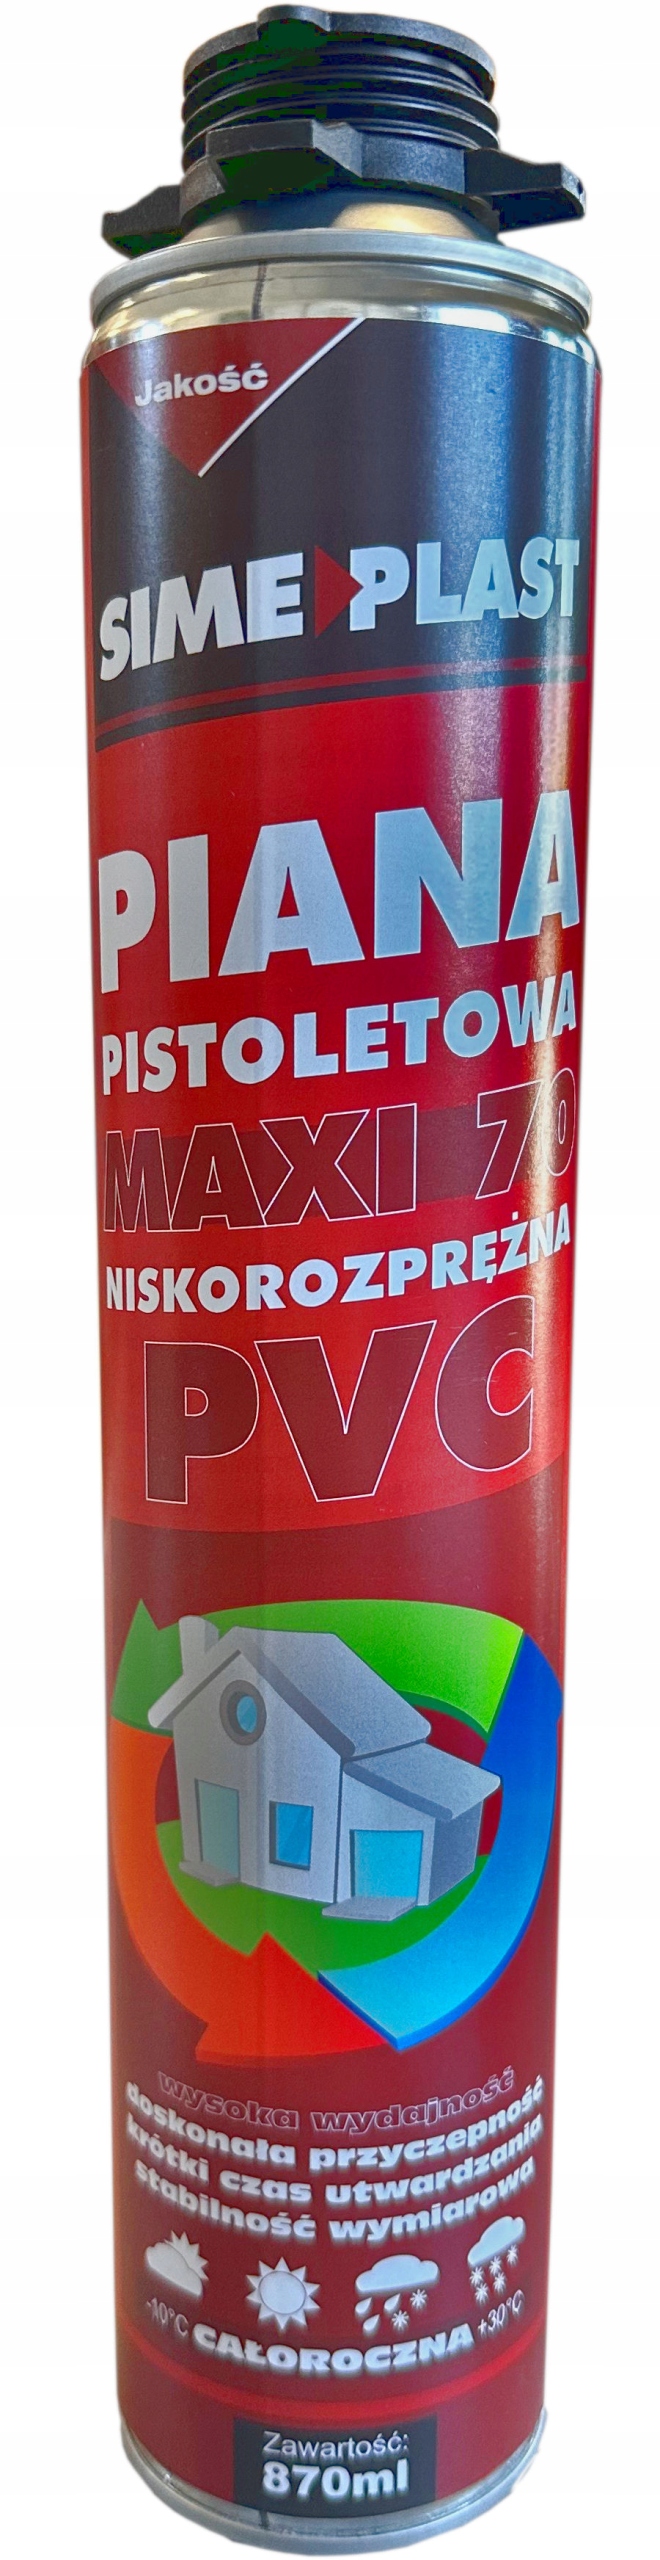 Jakość
SIME PLAST
PIANA
PISTOLETOWA
MAXI 70
NISKOROZPRĘŻNA
PVC
wysoka wydajność
doskonała przyczepność
krótki czas utwardzania
stabilność wymiarowa
-10°C CAŁOROCZNA +30°C
Zawartość:
870ml